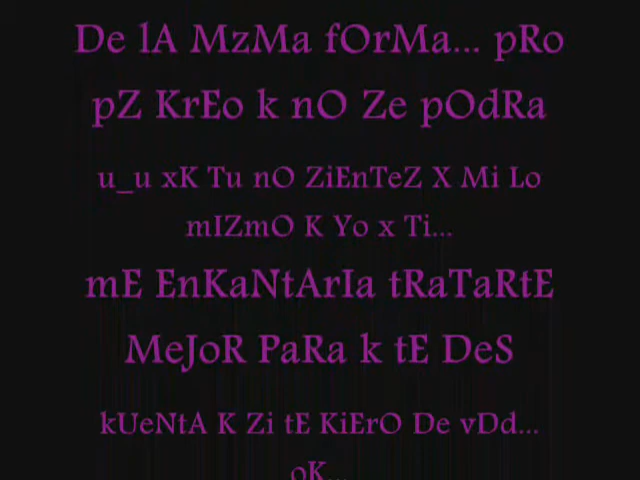 De lA MzMa fOrMa... pRo
pZ KrEo k nO Ze pOdRa
u_u xK Tu nO ZiEnTeZ X Mi Lo
mIZmO K Yo x Ti...
mE EnKaNtArIa tRaTaRtE
MeJoR PaRa k tE DeS
kUeNtA K Zi tE KiErO De vDd...
oK...